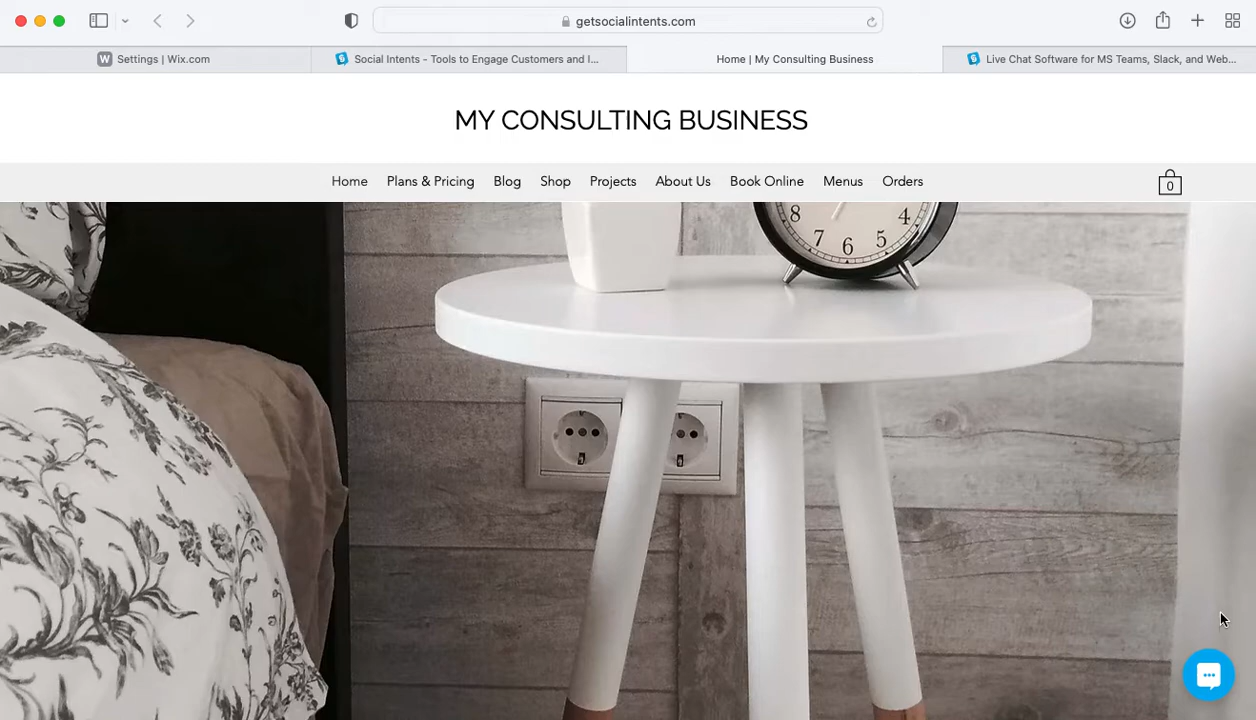 getsocialintents.com
W Settings | Wix.com
Social Intents - Tools to Engage Customers and I...
Home | My Consulting Business
Live Chat Software for MS Teams, Slack, and Web...
MY CONSULTING BUSINESS
Home Plans & Pricing Blog Shop Projects About Us Book Online Menus Orders
0
8 7 6 5 4